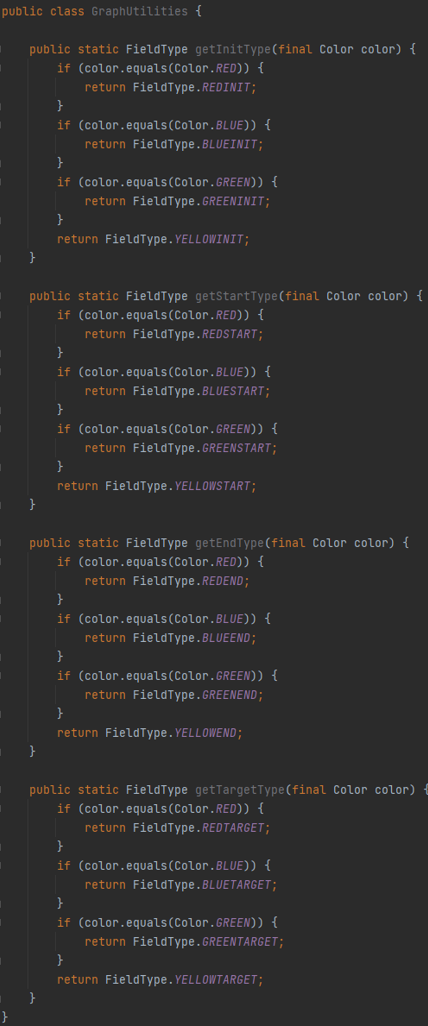 public class GraphUtilities {
public static FieldType getInitType(final Color color) {
if (color.equals(Color.RED)) {
return FieldType.REDINIT;
}
if (color.equals(Color.BLUE)) {
return FieldType.BLUEINIT;
}
if (color.equals(Color.GREEN)) {
return FieldType.GREENINIT;
}
return FieldType.YELLOWINIT;
}
public static FieldType getStartType(final Color color) {
if (color.equals(Color.RED)) {
return FieldType.REDSTART;
}
if (color.equals(Color.BLUE)) {
return FieldType.BLUESTART;
}
if (color.equals(Color.GREEN)) {
return FieldType.GREENSTART;
}
return FieldType.YELLOWSTART;
}
public static FieldType getEndType(final Color color) {
if (color.equals(Color.RED)) {
return FieldType.REDEND;
}
if (color.equals(Color.BLUE)) {
return FieldType.BLUEEND;
}
if (color.equals(Color.GREEN)) {
return FieldType.GREENEND;
}
return FieldType.YELLOWEND;
}
public static FieldType getTargetType(final Color color) {
if (color.equals(Color.RED)) {
return FieldType.REDTARGET;
}
if (color.equals(Color.BLUE)) {
return FieldType.BLUETARGET;
}
if (color.equals(Color.GREEN)) {
return FieldType.GREENTARGET;
}
return FieldType.YELLOWTARGET;
}
}